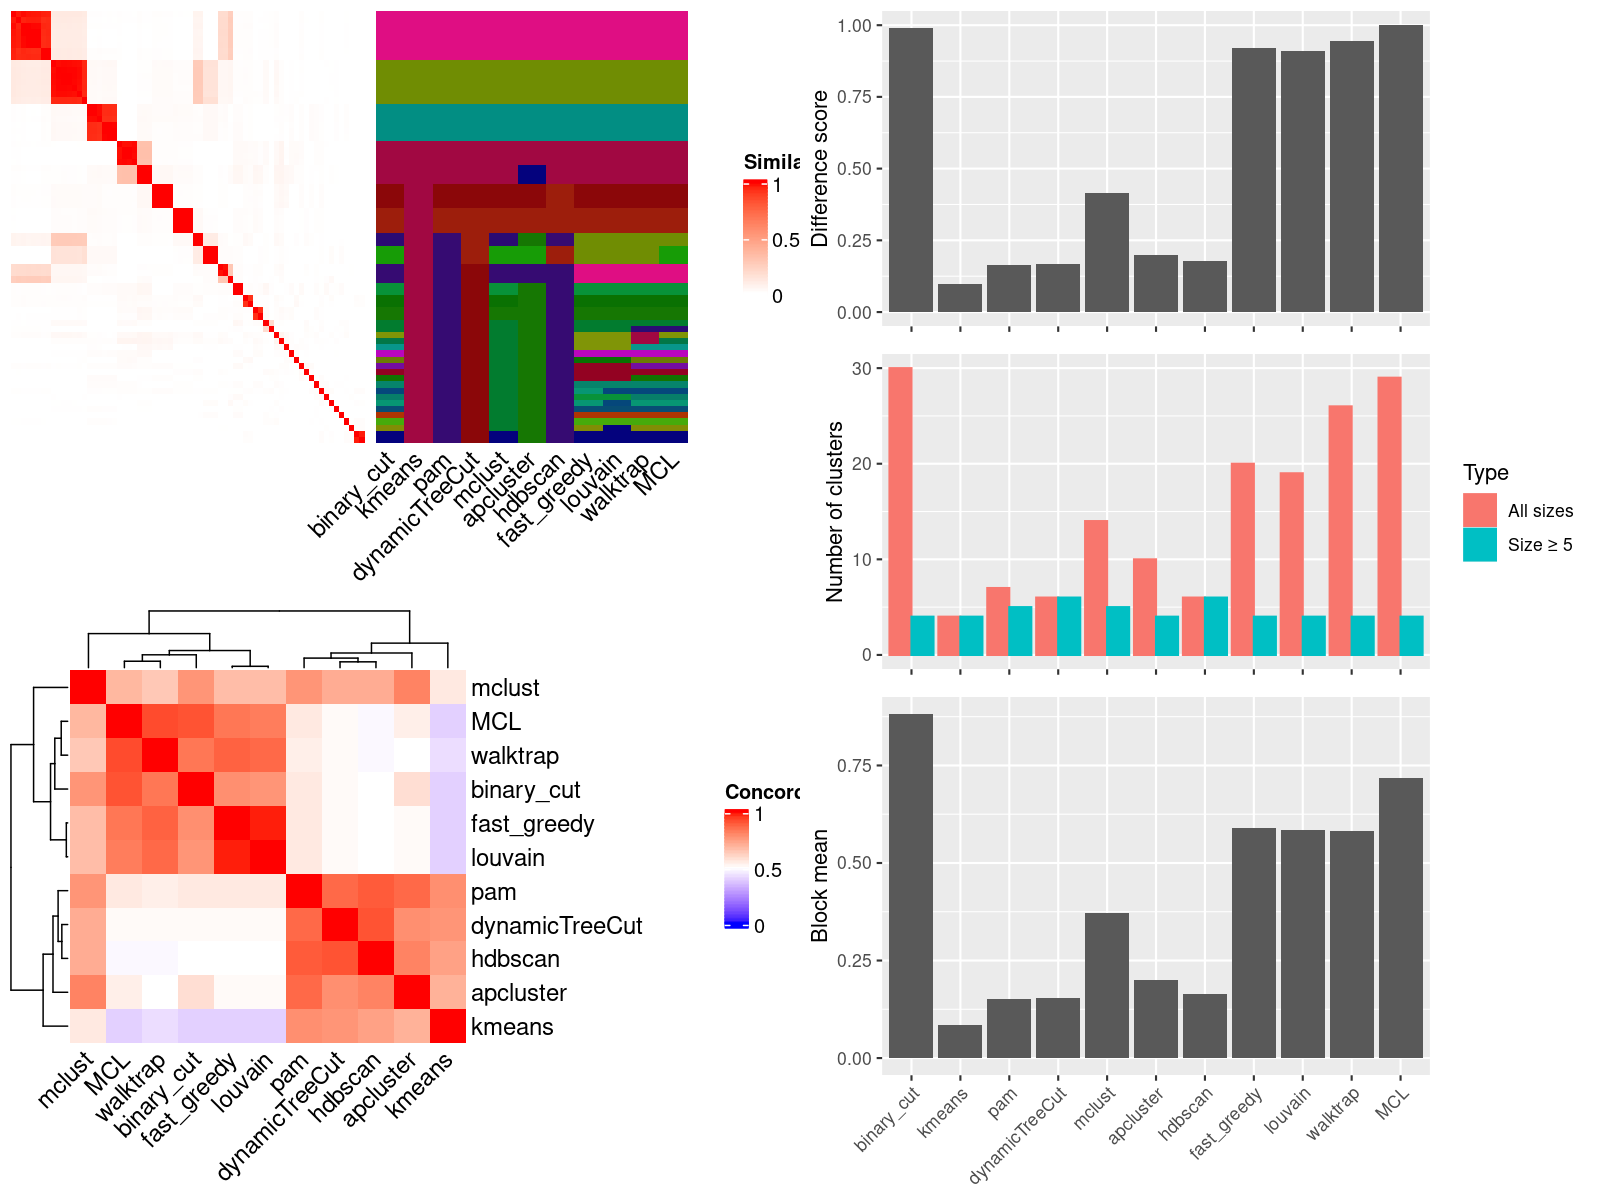 Simila
1
0.5
0
binary_cut
kmeans
pam
dynamicTreeCut
mclust
apcluster
hdbscan
fast_greedy
louvain
walktrap
MCL
mclust
MCL
walktrap
binary_cut
fast_greedy
louvain
pam
dynamicTreeCut
hdbscan
apcluster
kmeans
mclust
MCL
walktrap
binary_cut
fast_greedy
louvain
pam
dynamicTreeCut
hdbscan
apcluster
kmeans
Concord
1
0.5
0
Difference score
1.00
0.75
0.50
0.25
0.00
Number of clusters
30
20
10
0
Type
All sizes
Size ≥ 5
Block mean
0.75
0.50
0.25
0.00
binary_cut
kmeans
pam
dynamicTreeCut
mclust
apcluster
hdbscan
fast_greedy
louvain
walktrap
MCL